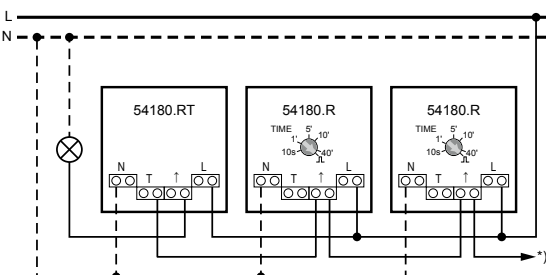 L
N
54180.RT
54180.R
54180.R
TIME 5'
1' 10'
10s 40'
TIME 5'
1' 10'
10s 40'
N T ↑ L
N T ↑ L
N T ↑ L
*)